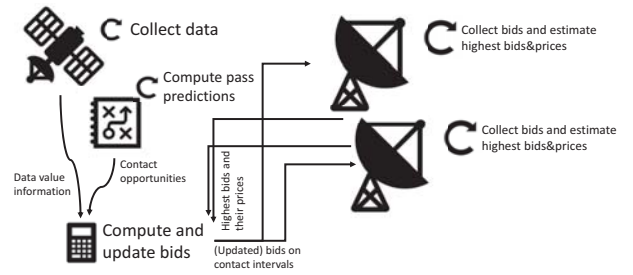 Collect data
Compute pass
predictions
Data value
information
Contact
opportunities
Compute and
update bids
Highest bids and
their prices
(Updated) bids on
contact intervals
Collect bids and estimate
highest bids&prices
Collect bids and estimate
highest bids&prices